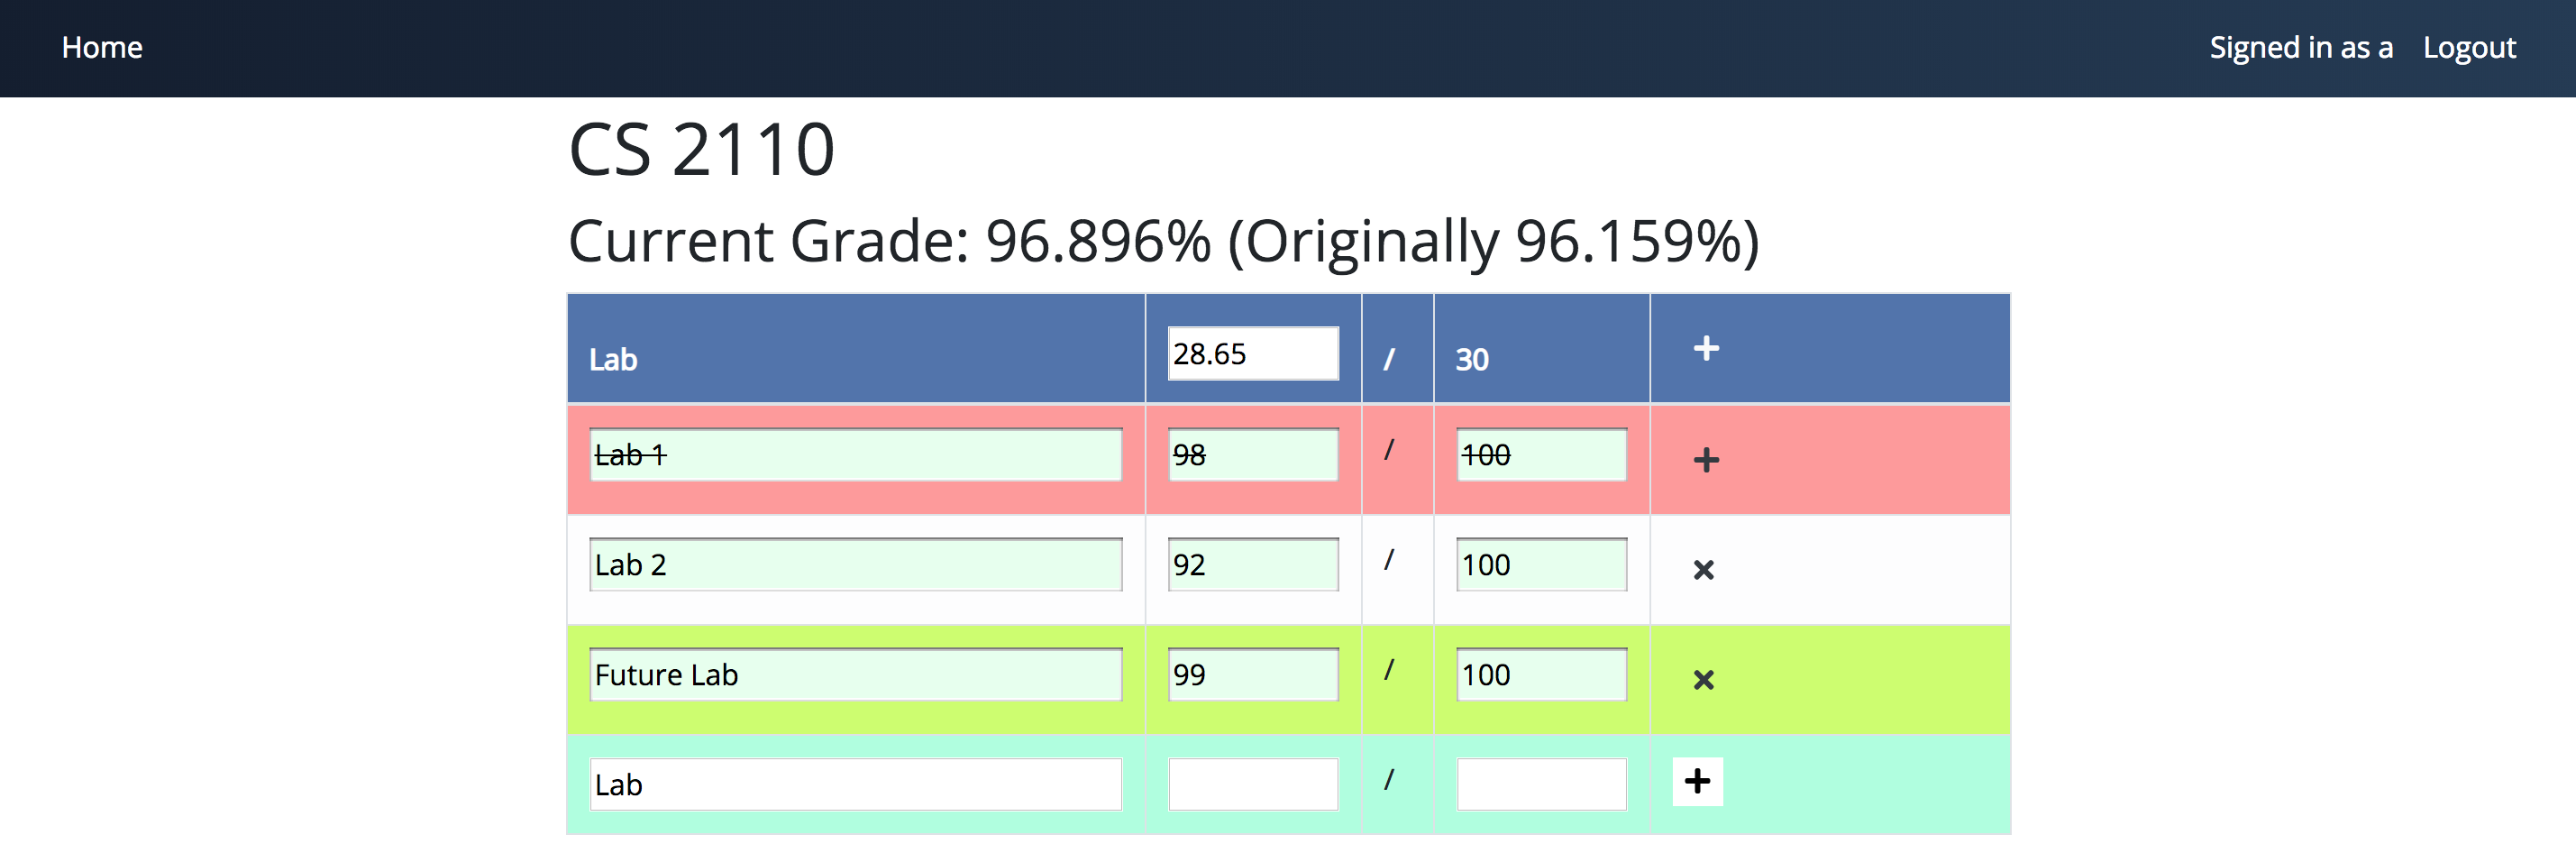 Home Signed in as a Logout
CS 2110
Current Grade: 96.896% (Originally 96.159%)
Lab 28.65 / 30 +
Lab 1 98 / 100 +
Lab 2 92 / 100 ×
Future Lab 99 / 100 ×
Lab / +